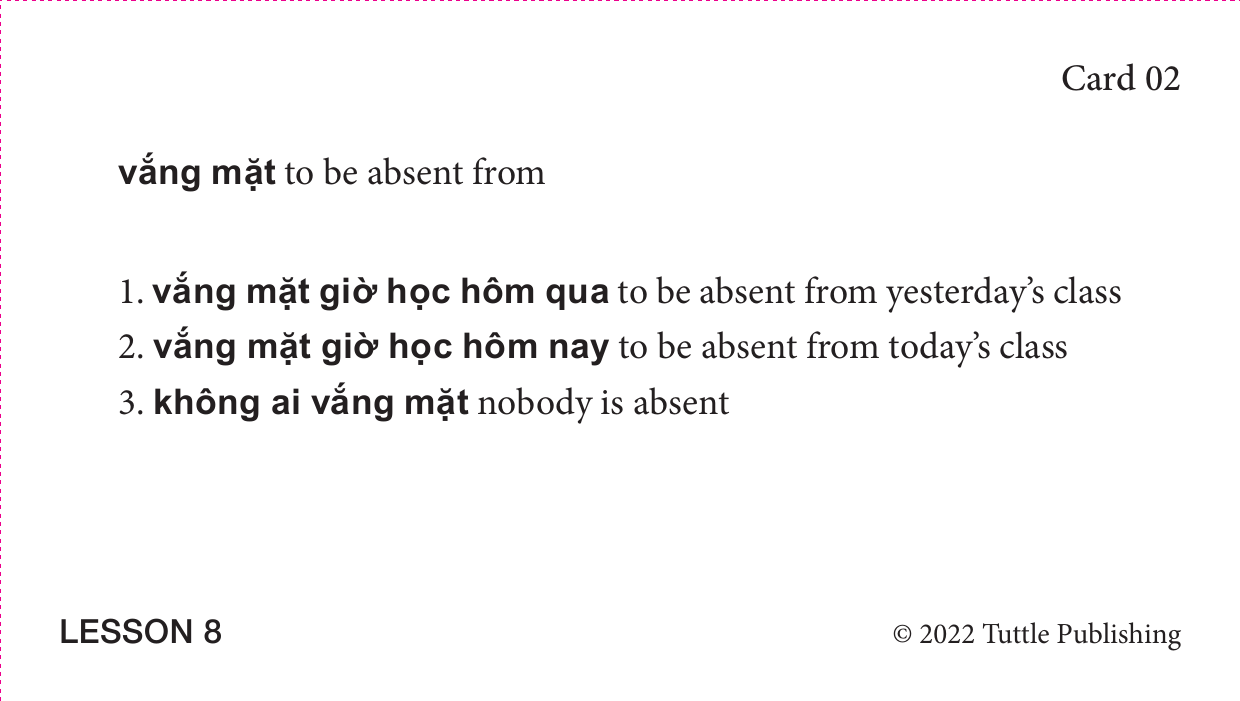 Card 02
vắng mặt to be absent from
1. vắng mặt giờ học hôm qua to be absent from yesterday’s class
2. vắng mặt giờ học hôm nay to be absent from today’s class
3. không ai vắng mặt nobody is absent
LESSON 8
© 2022 Tuttle Publishing